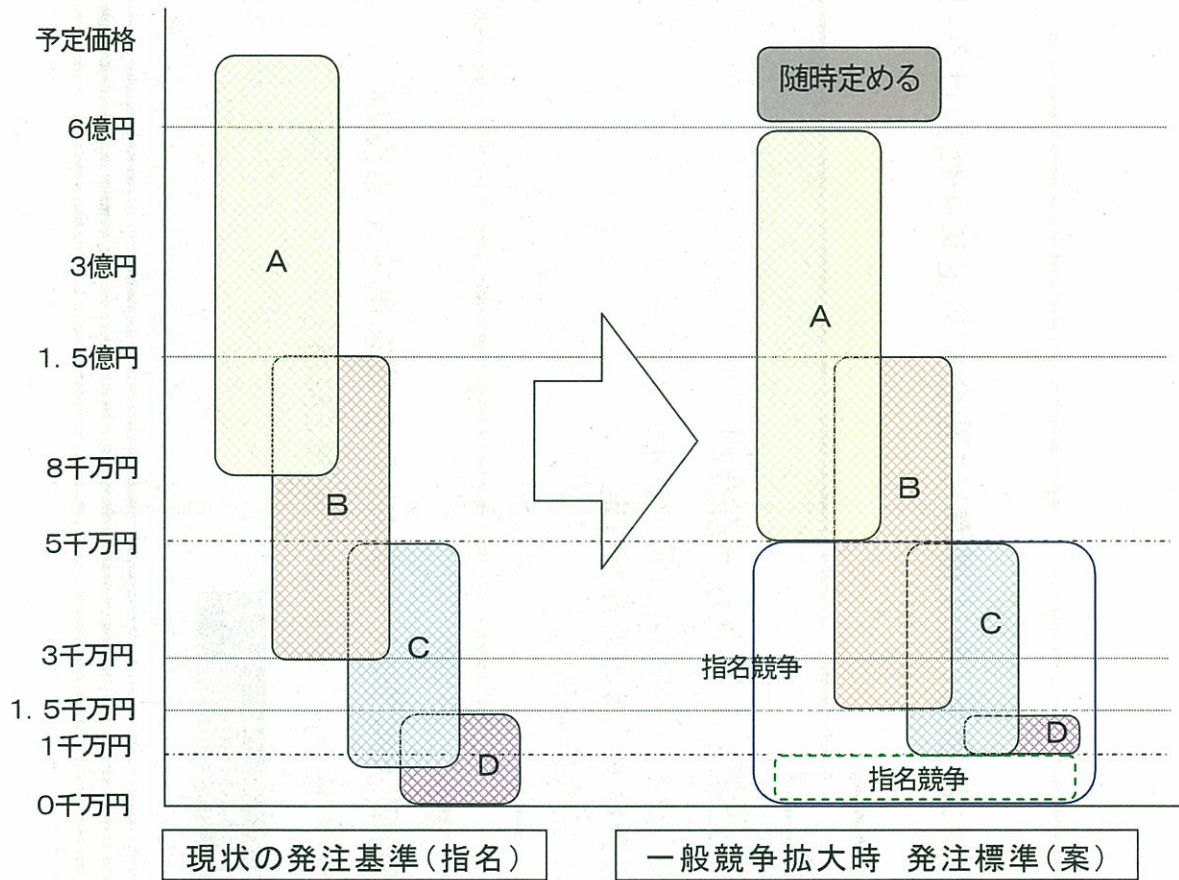 予定価格
随時定める
6億円
3億円
A
A
1.5億円
8千万円
B
B
5千万円
C
C
3千万円
指名競争
1.5千万円
1千万円
D
D
指名競争
0千万円
現状の発注基準(指名)
一般競争拡大時 発注標準(案)